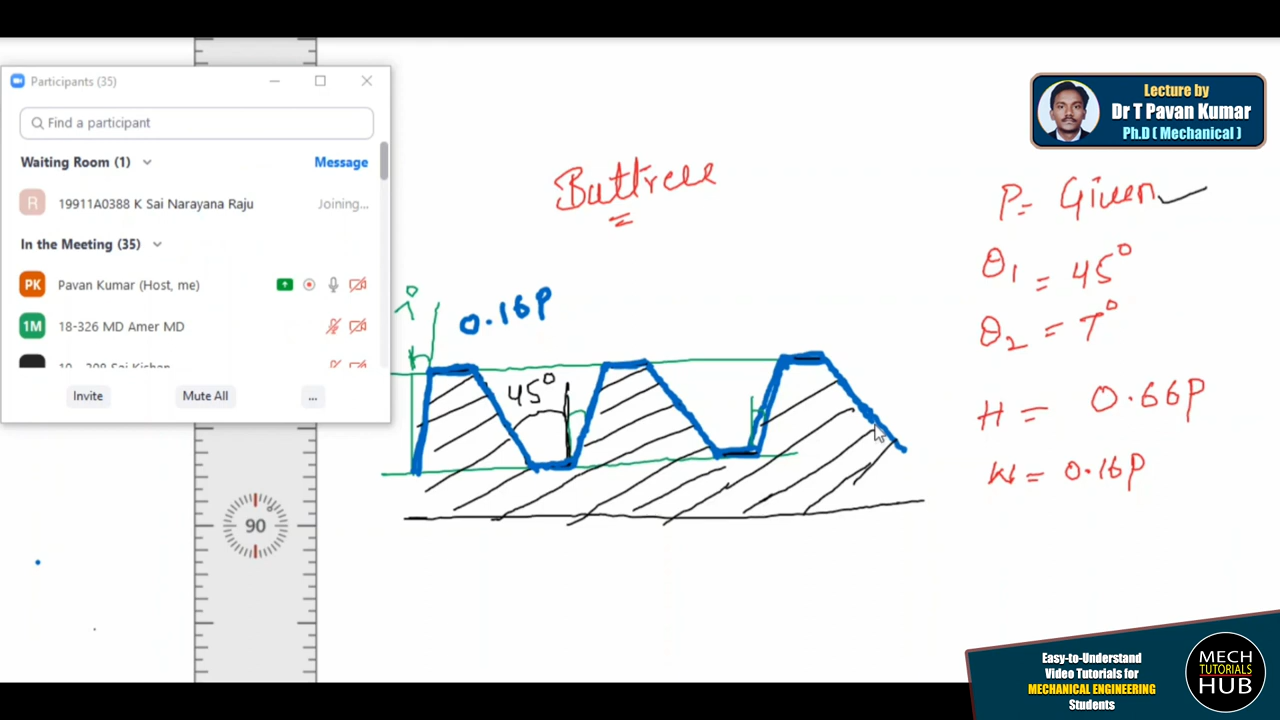 Participants (35)
Find a participant
Waiting Room (1)
Message
R
19911A0388 K Sai Narayana Raju
Joining...
In the Meeting (35)
PK
Pavan Kumar (Host, me)
1M
18-326 MD Amer MD
Invite
Mute All
...
Lecture by
Dr T Pavan Kumar
Ph.D ( Mechanical )
Buttress
0.16P
45°
P = Given
θ1 = 45°
θ2 = 7°
H = 0.66P
W = 0.16P
90
Easy-to-Understand
Video Tutorials for
MECHANICAL ENGINEERING
Students
MECH
TUTORIALS
HUB